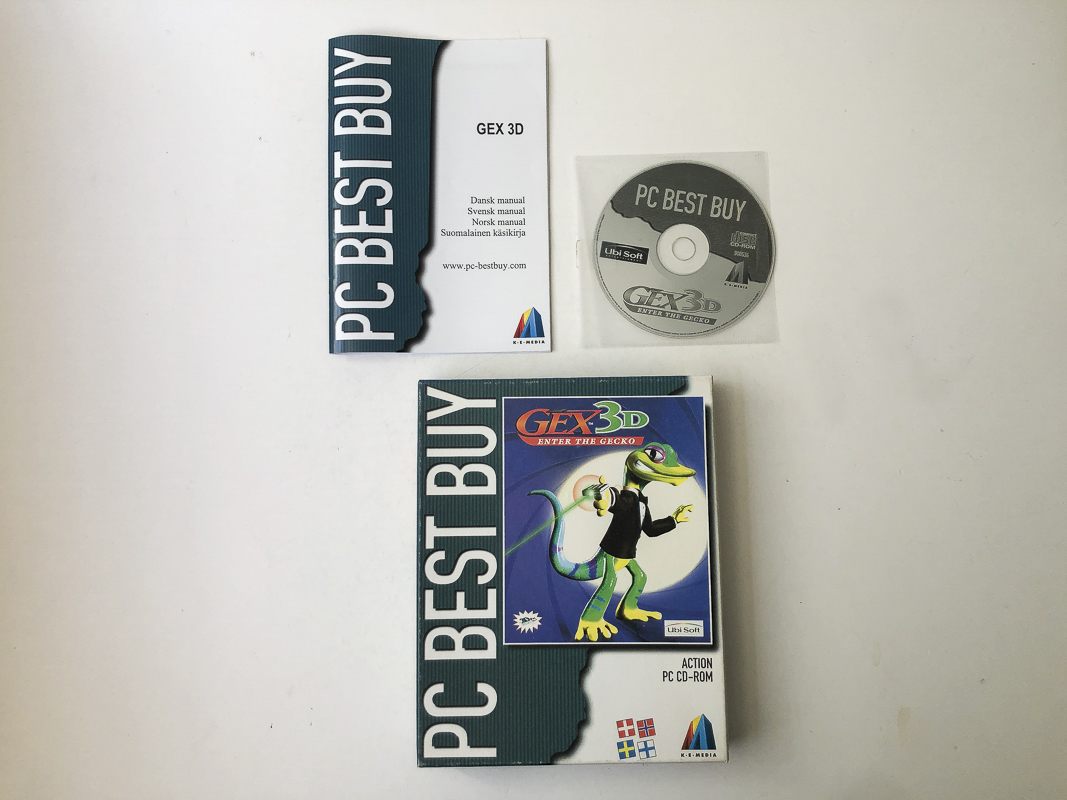 PC BEST BUY
GEX 3D
Dansk manual
Svensk manual
Norsk manual
Suomalainen käsikirja
www.pc-bestbuy.com
K·E·MEDIA
PC BEST BUY
CD-ROM
Ubi Soft
K·E·MEDIA
GEX 3D
ENTER THE GECKO
PC BEST BUY
GEX™ 3D
ENTER THE GECKO
Ubi Soft
ACTION
PC CD-ROM
K·E·MEDIA